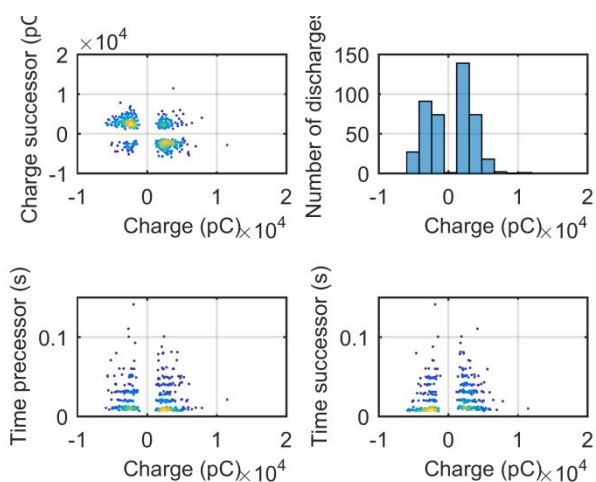 Charge successor (pC
×10⁴
2
1
0
-1
-1 0 1 2
Charge (pC) ×10⁴
Number of discharges
150
100
50
0
-1 0 1 2
Charge (pC) ×10⁴
Time precessor (s)
0.1
0
-1 0 1 2
Charge (pC) ×10⁴
Time successor (s)
0.1
0
-1 0 1 2
Charge (pC) ×10⁴